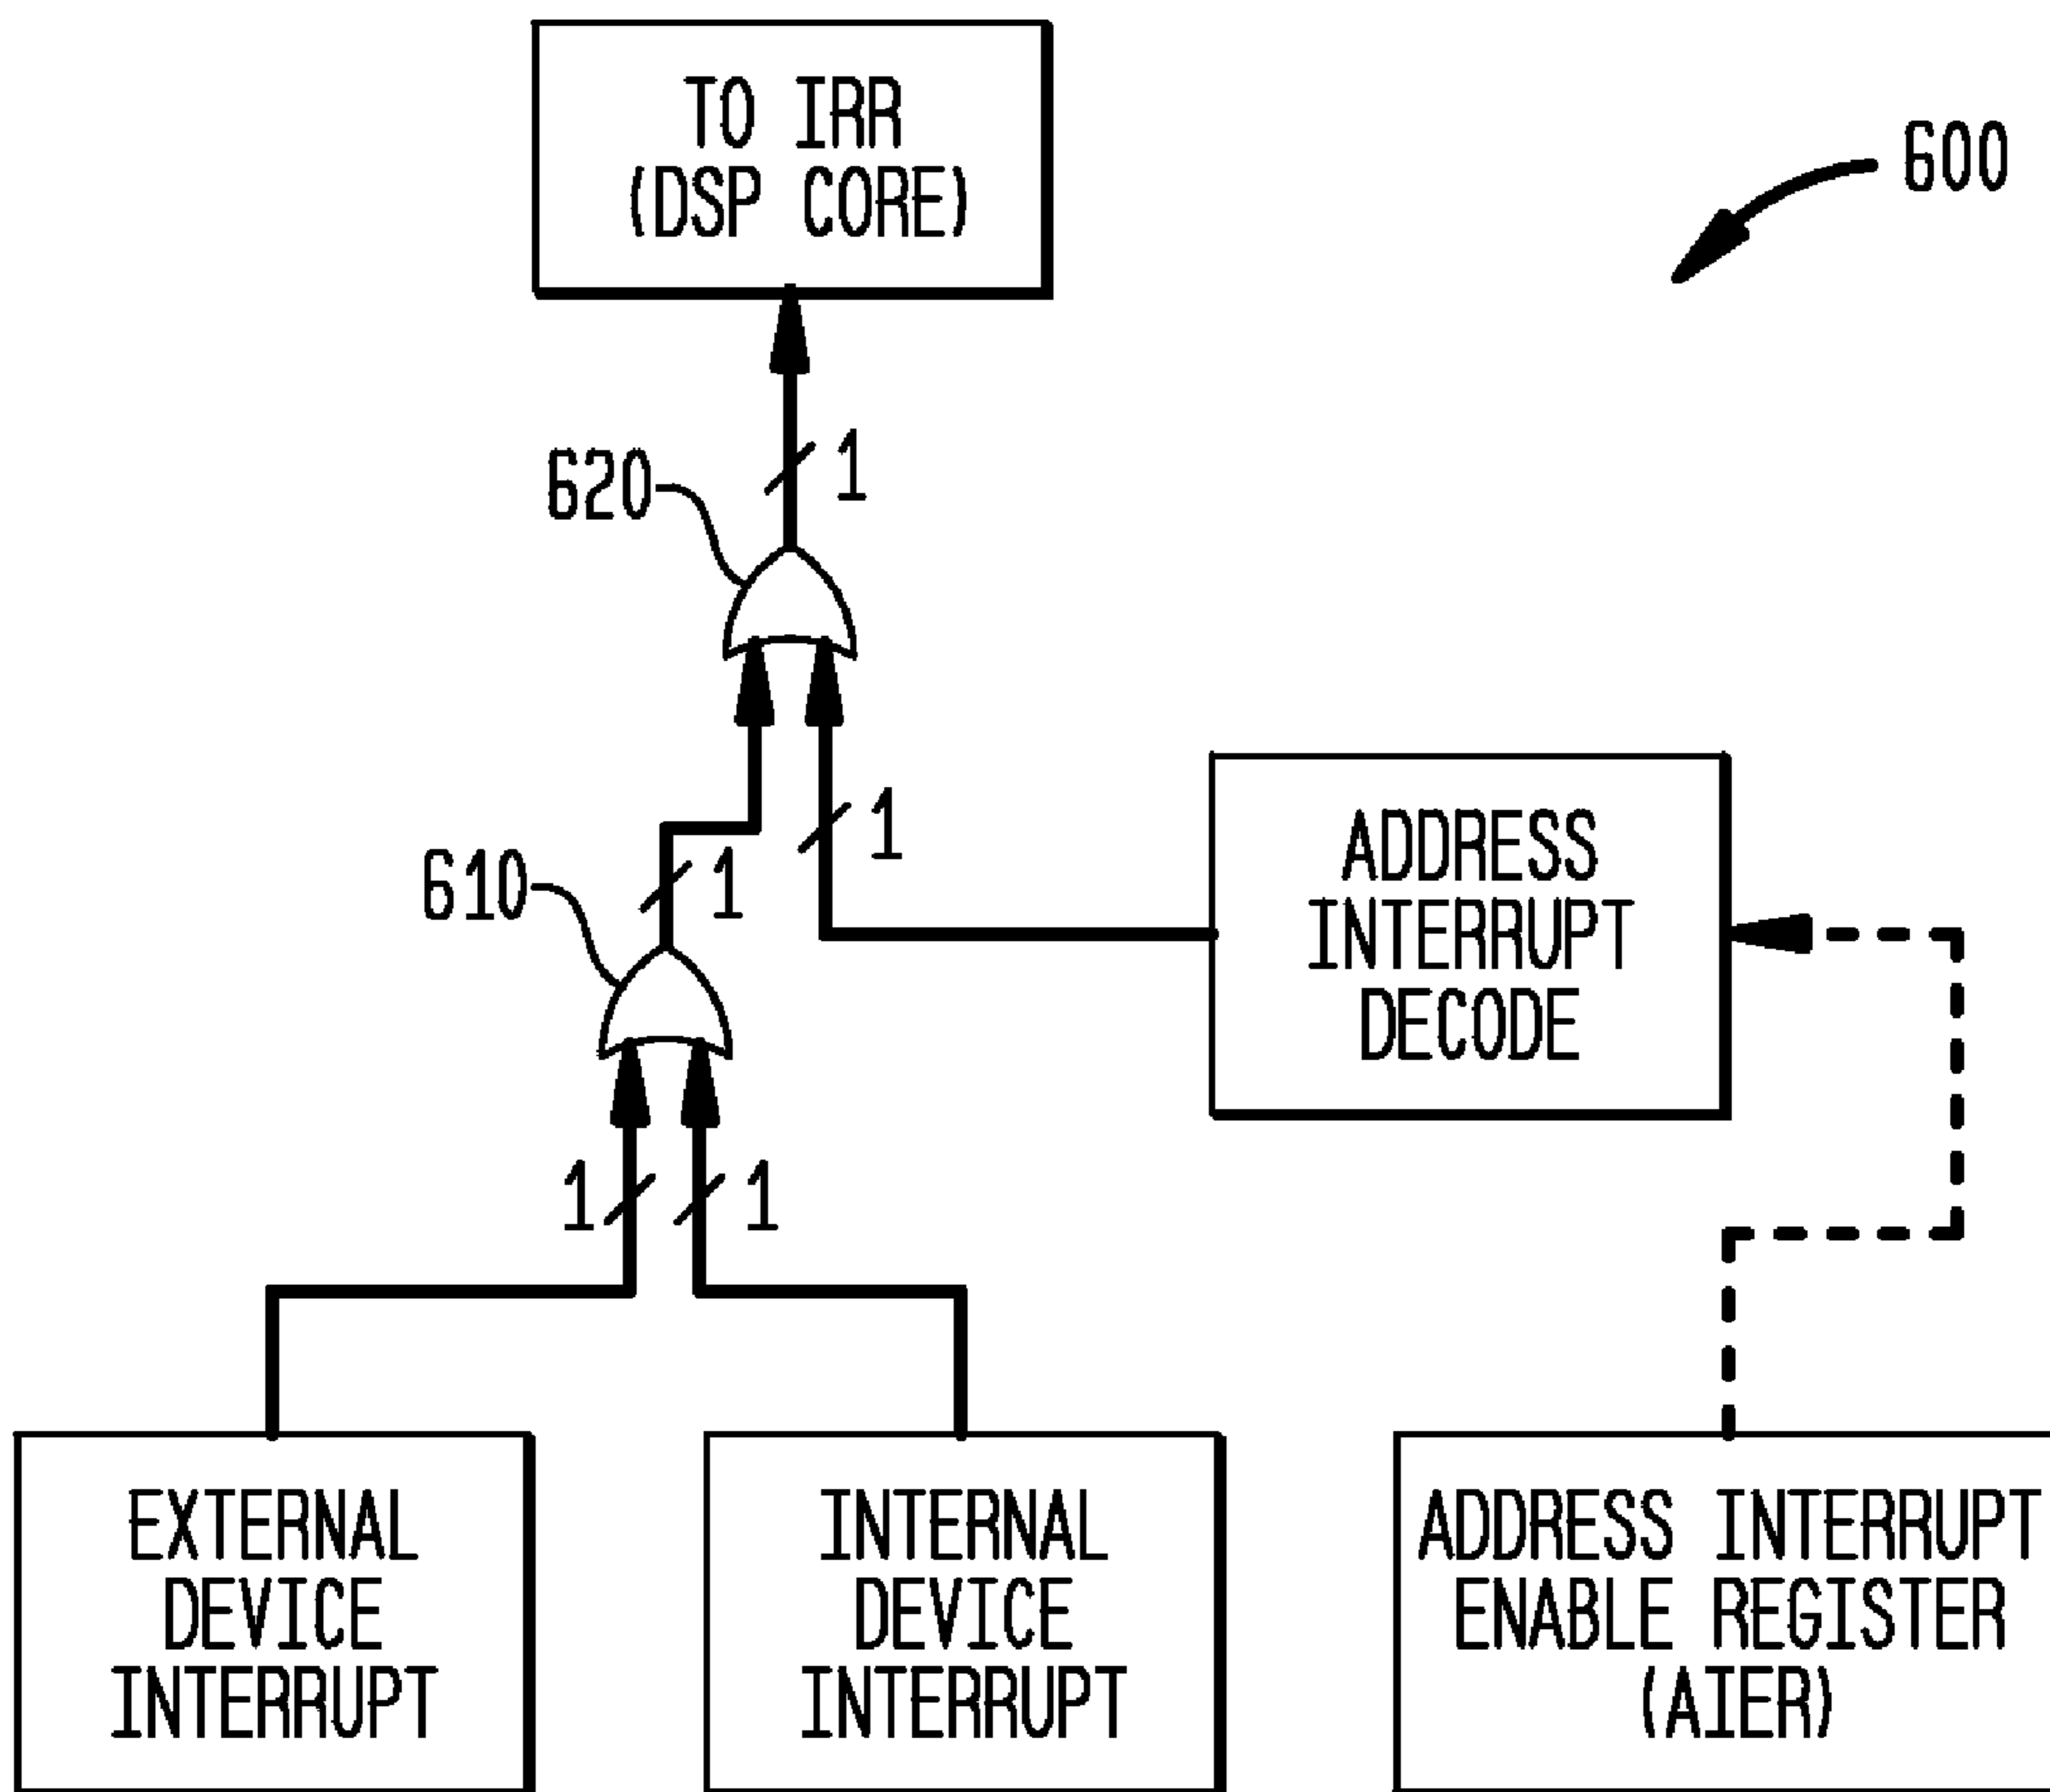 TO IRR
(DSP CORE)
600
620
1
1
610
1
ADDRESS
INTERRUPT
DECODE
1
1
EXTERNAL
DEVICE
INTERRUPT
INTERNAL
DEVICE
INTERRUPT
ADDRESS INTERRUPT
ENABLE REGISTER
(AIER)